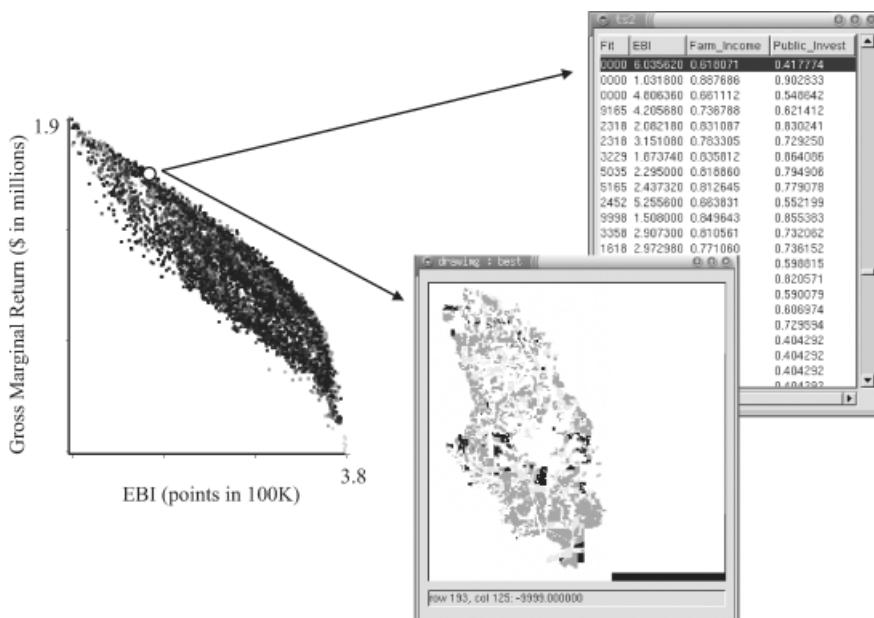 ts2
Fit EBI Farm_Income Public_Invest
0000 6.035620 0.618071 0.417774
0000 1.031800 0.887686 0.902833
0000 4.806360 0.661112 0.548642
9165 4.205680 0.736788 0.621412
2318 2.082180 0.831087 0.830241
2318 3.151080 0.783305 0.729250
3229 1.873740 0.835812 0.864086
5035 2.295000 0.818860 0.794906
5165 2.437320 0.812645 0.779078
2452 5.255600 0.663831 0.552199
9998 1.508000 0.849643 0.855383
3358 2.907300 0.810561 0.732062
1618 2.972980 0.771060 0.736152
0.598815
0.820571
0.590079
0.606974
0.729594
0.404292
0.404292
0.404292
0.404292
1.9
Gross Marginal Return ($ in millions)
3.8
EBI (points in 100K)
drawimg : best
row 193, col 125: -9999.000000